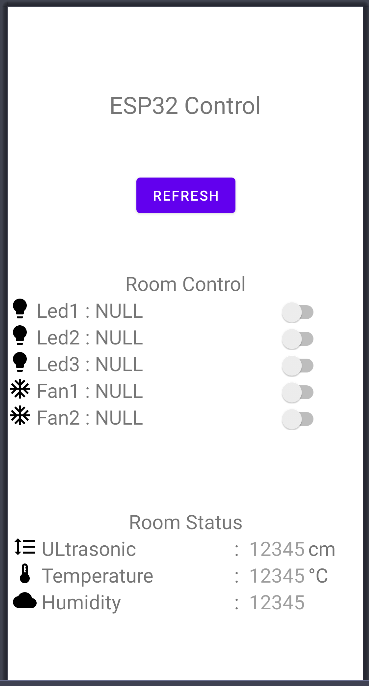 ESP32 Control
REFRESH
Room Control
Led1 : NULL
Led2 : NULL
Led3 : NULL
Fan1 : NULL
Fan2 : NULL
Room Status
ULtrasonic : 12345 cm
Temperature : 12345 °C
Humidity : 12345